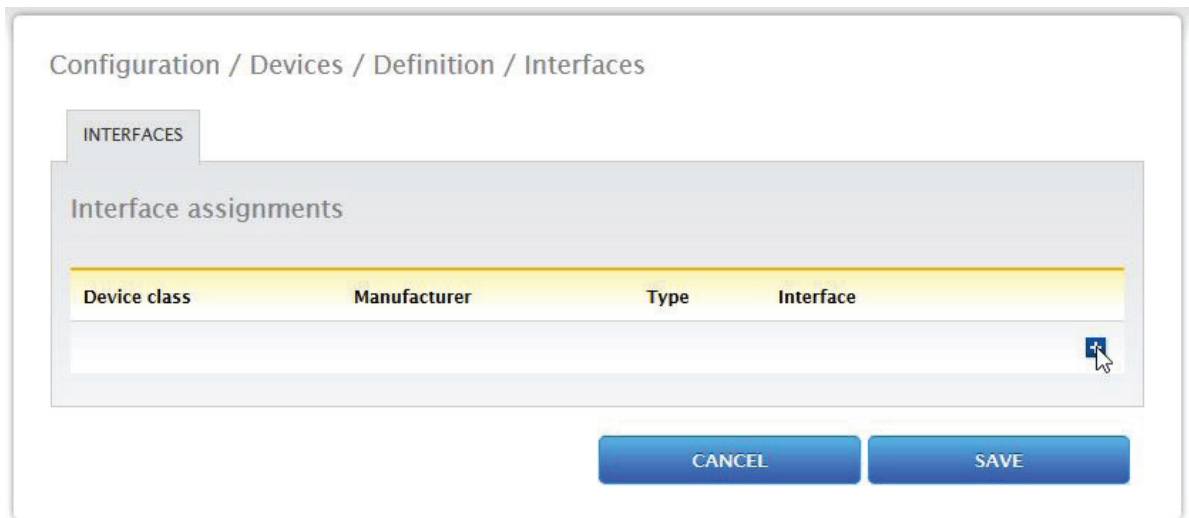 Configuration / Devices / Definition / Interfaces
INTERFACES
Interface assignments
Device class Manufacturer Type Interface
CANCEL SAVE